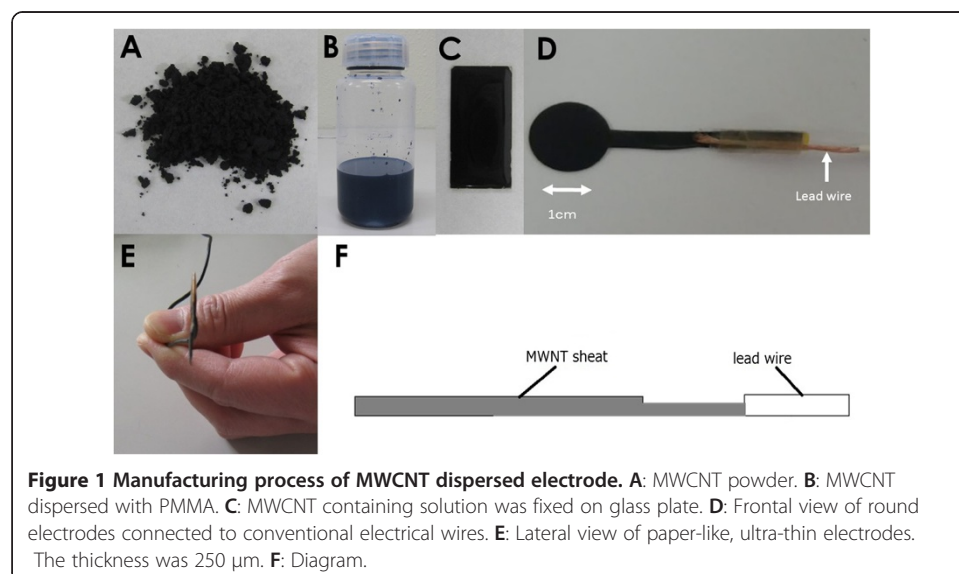 A
B
C
D
Lead wire
1cm
E
F
MWNT sheat
lead wire
Figure 1 Manufacturing process of MWCNT dispersed electrode. A: MWCNT powder. B: MWCNT
dispersed with PMMA. C: MWCNT containing solution was fixed on glass plate. D: Frontal view of round
electrodes connected to conventional electrical wires. E: Lateral view of paper-like, ultra-thin electrodes.
The thickness was 250 μm. F: Diagram.